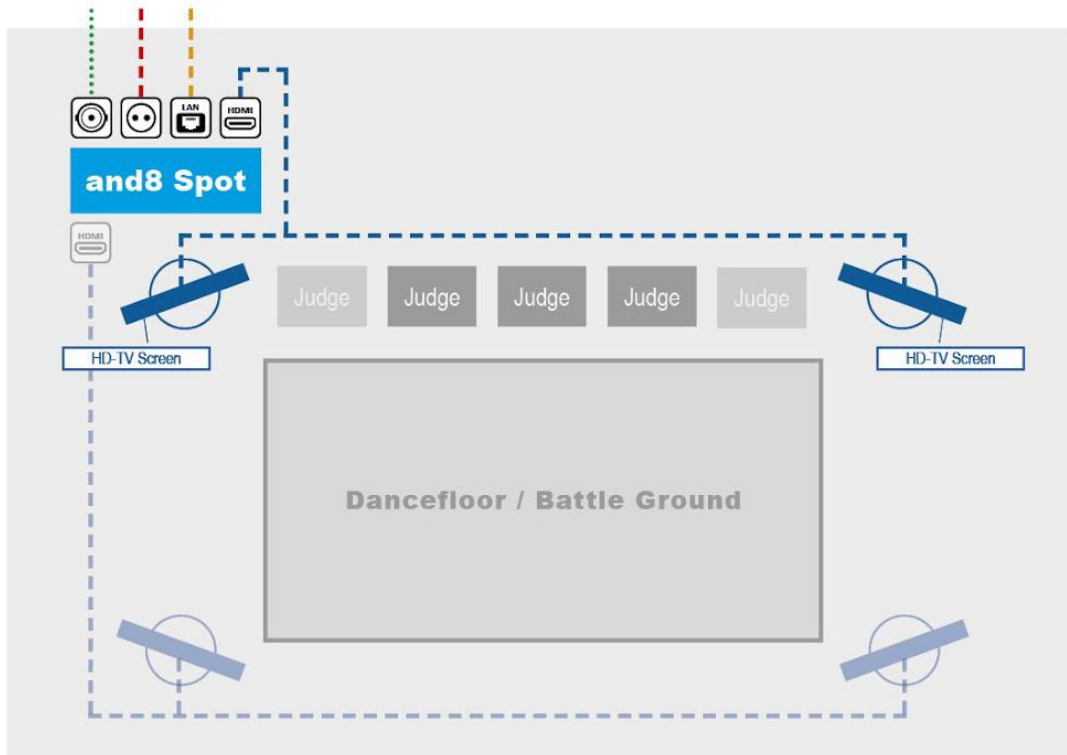 LAN
HDMI
and8 Spot
HDMI
Judge
Judge
Judge
Judge
Judge
HD-TV Screen
HD-TV Screen
Dancefloor / Battle Ground